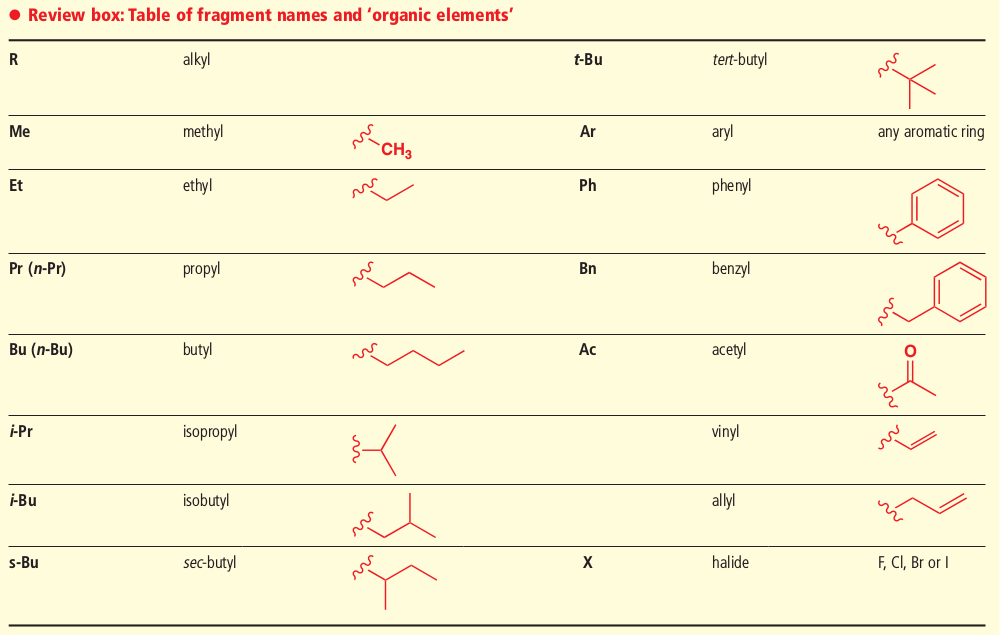 ● Review box: Table of fragment names and ‘organic elements’
R alkyl t-Bu tert-butyl
Me methyl CH3 Ar aryl any aromatic ring
Et ethyl Ph phenyl
Pr (n-Pr) propyl Bn benzyl
Bu (n-Bu) butyl Ac acetyl O
i-Pr isopropyl vinyl
i-Bu isobutyl allyl
s-Bu sec-butyl X halide F, Cl, Br or I